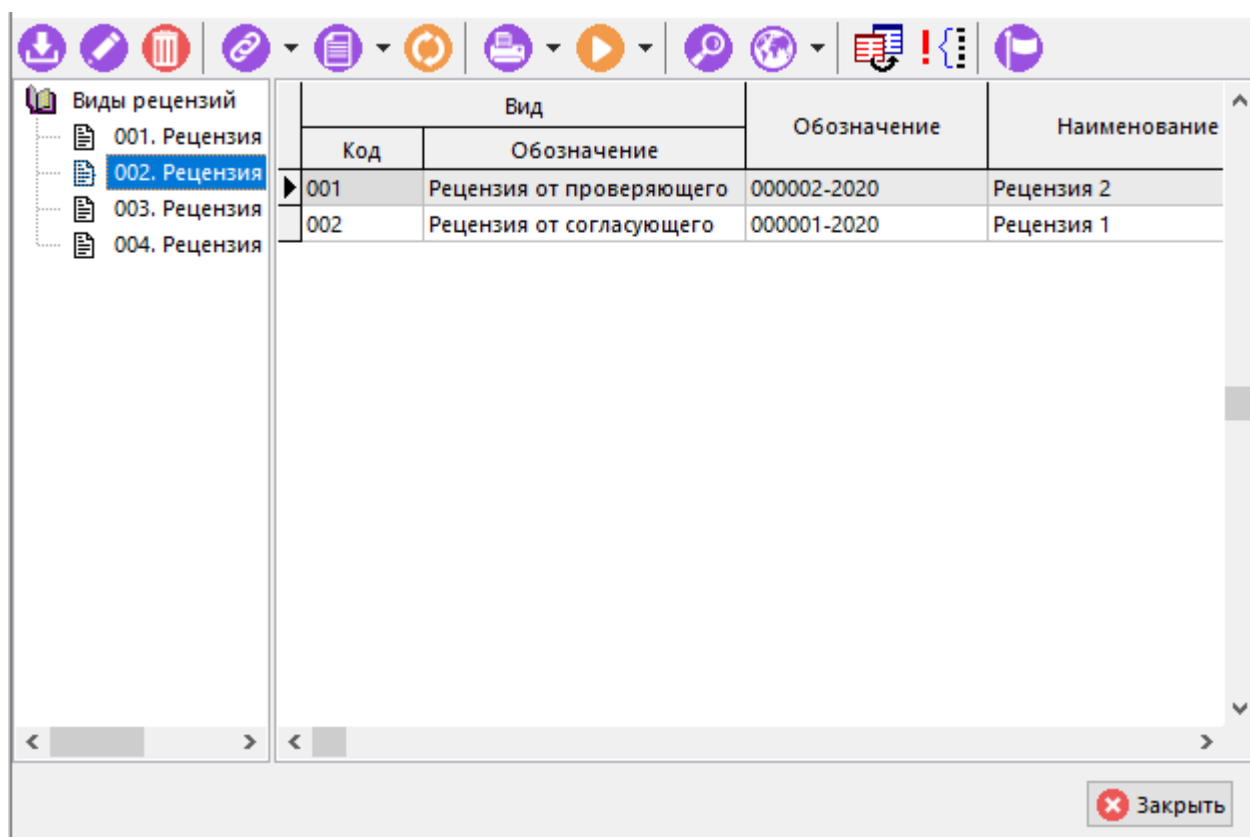 Виды рецензий
001. Рецензия
002. Рецензия
003. Рецензия
004. Рецензия
Вид Обозначение Наименование
Код Обозначение
001 Рецензия от проверяющего 000002-2020 Рецензия 2
002 Рецензия от согласующего 000001-2020 Рецензия 1
Закрыть